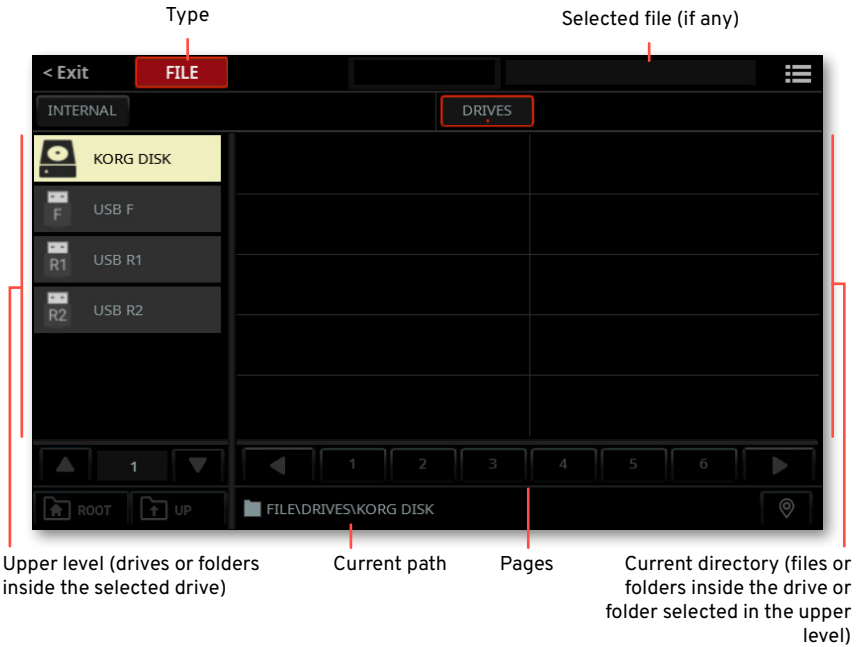 Type
Selected file (if any)
< Exit
FILE
INTERNAL
DRIVES
KORG DISK
F
USB F
R1
USB R1
R2
USB R2
1
1
2
3
4
5
6
ROOT
UP
FILE\DRIVES\KORG DISK
Upper level (drives or folders
inside the selected drive)
Current path
Pages
Current directory (files or
folders inside the drive or
folder selected in the upper
level)